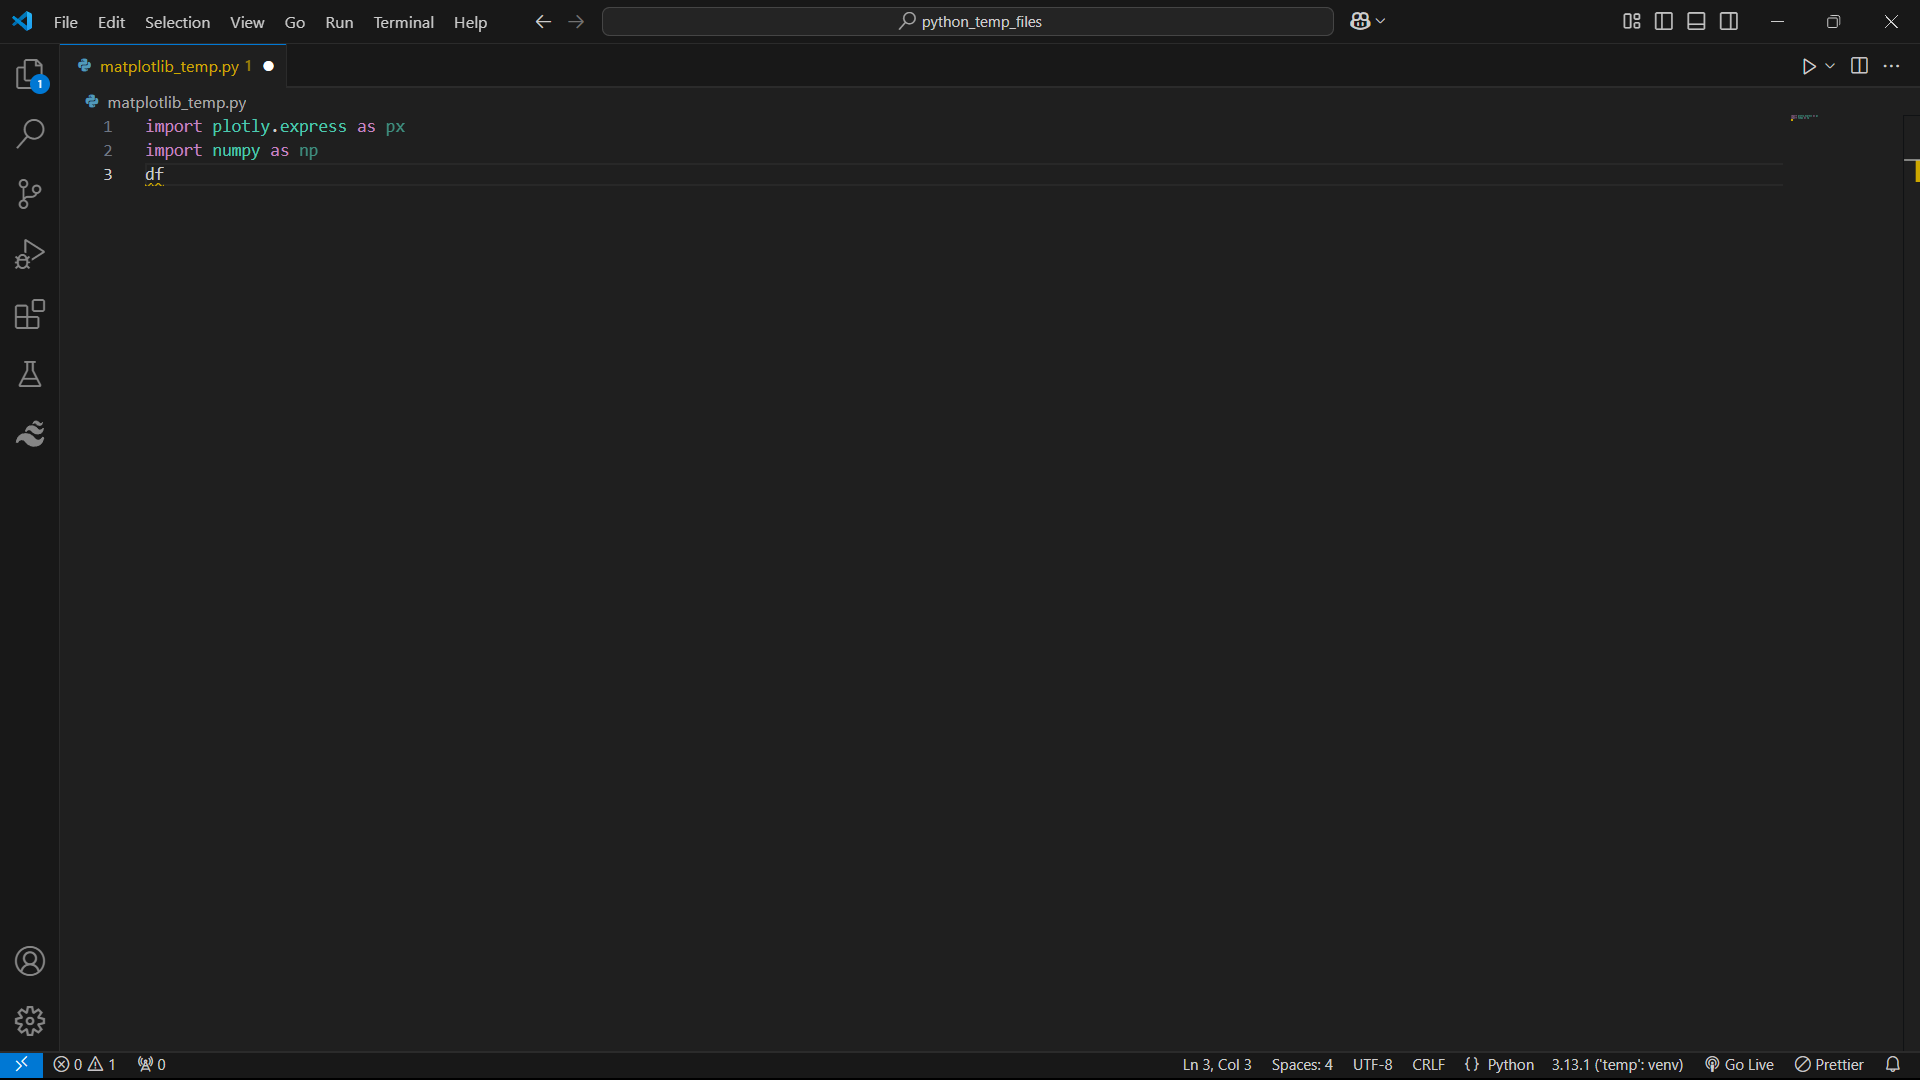 File Edit Selection View Go Run Terminal Help
python_temp_files
matplotlib_temp.py 1
1
matplotlib_temp.py
1 import plotly.express as px
2 import numpy as np
3 df
0 1 0
Ln 3, Col 3 Spaces: 4 UTF-8 CRLF {} Python 3.13.1 ('temp': venv) Go Live Prettier